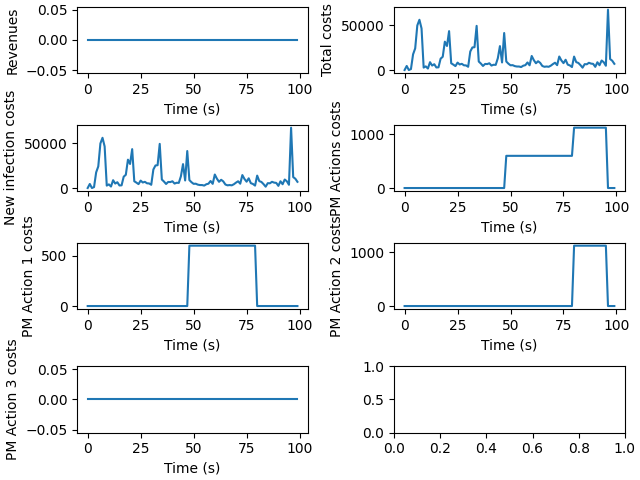 Revenues
0.05
0.00
−0.05
0 25 50 75 100
Time (s)
Total costs
50000
0
0 25 50 75 100
Time (s)
New infection costs
50000
0
0 25 50 75 100
Time (s)
PM Actions costs
1000
0
0 25 50 75 100
Time (s)
PM Action 1 costs
500
0
0 25 50 75 100
Time (s)
PM Action 2 costs
1000
0
0 25 50 75 100
Time (s)
PM Action 3 costs
0.05
0.00
−0.05
0 25 50 75 100
Time (s)
1.0
0.5
0.0
0.0 0.2 0.4 0.6 0.8 1.0